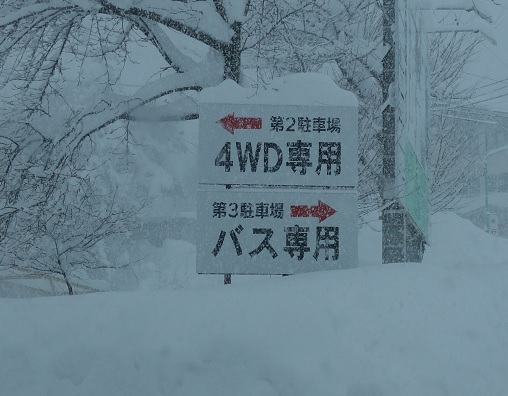 ← 第2駐車場
4WD専用
第3駐車場 →
バス専用